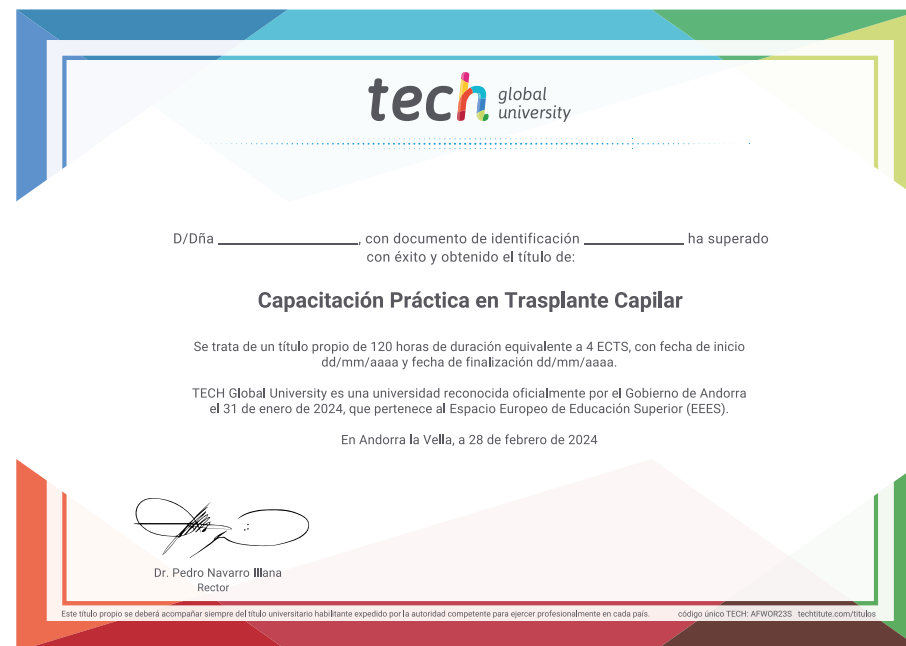 tech global university
D/Dña ____________________, con documento de identificación ______________ ha superado
con éxito y obtenido el título de:
Capacitación Práctica en Trasplante Capilar
Se trata de un título propio de 120 horas de duración equivalente a 4 ECTS, con fecha de inicio
dd/mm/aaaa y fecha de finalización dd/mm/aaaa.
TECH Global University es una universidad reconocida oficialmente por el Gobierno de Andorra
el 31 de enero de 2024, que pertenece al Espacio Europeo de Educación Superior (EEES).
En Andorra la Vella, a 28 de febrero de 2024
Dr. Pedro Navarro Illana
Rector
Este título propio se deberá acompañar siempre del título universitario habilitante expedido por la autoridad competente para ejercer profesionalmente en cada país. código único TECH: AFWOR23S techtitute.com/titulos